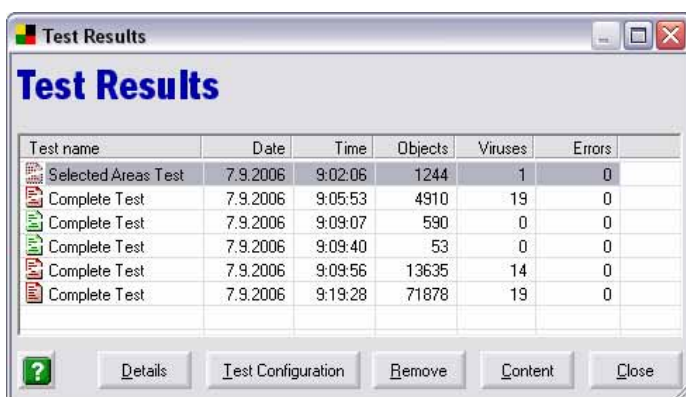 Test Results
Test Results
Test name Date Time Objects Viruses Errors
Selected Areas Test 7.9.2006 9:02:06 1244 1 0
Complete Test 7.9.2006 9:05:53 4910 19 0
Complete Test 7.9.2006 9:09:07 590 0 0
Complete Test 7.9.2006 9:09:40 53 0 0
Complete Test 7.9.2006 9:09:56 13635 14 0
Complete Test 7.9.2006 9:19:28 71878 19 0
? Details Test Configuration Remove Content Close